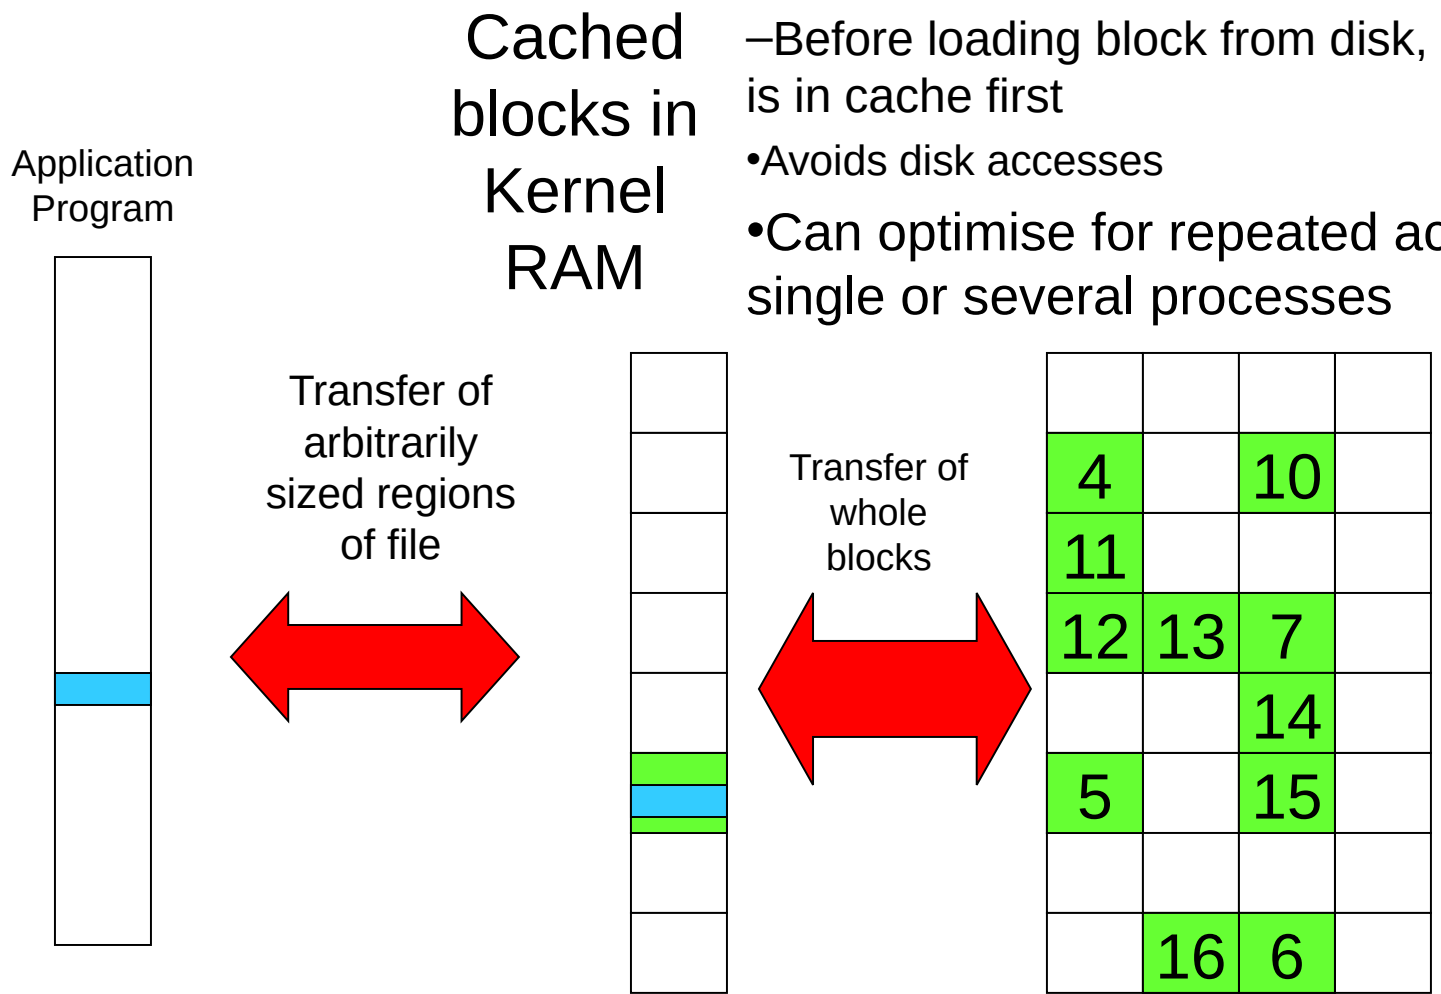 Cached
blocks in
Kernel
RAM
–Before loading block from disk,
is in cache first
•Avoids disk accesses
•Can optimise for repeated
single or several processes
Application
Program
Transfer of
arbitrarily
sized regions
of file
Transfer of
whole
blocks
4 10
11
12 13 7
14
5 15
16 6